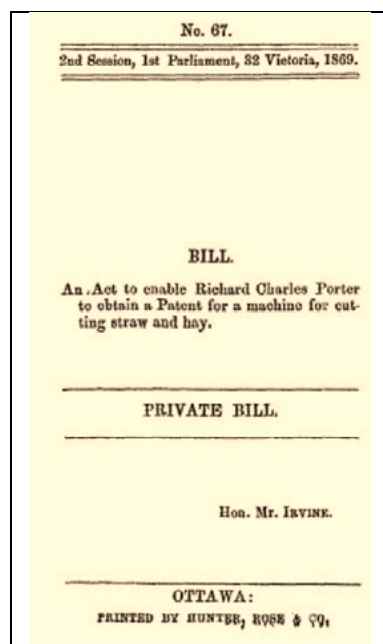 No. 67.
2nd Session, 1st Parliament, 32 Victoria, 1869.
BILL.
An Act to enable Richard Charles Porter
to obtain a Patent for a machine for cut-
ting straw and hay.
PRIVATE BILL.
Hon. Mr. IRVINE.
OTTAWA:
PRINTED BY HUNTER, ROSE & CO.